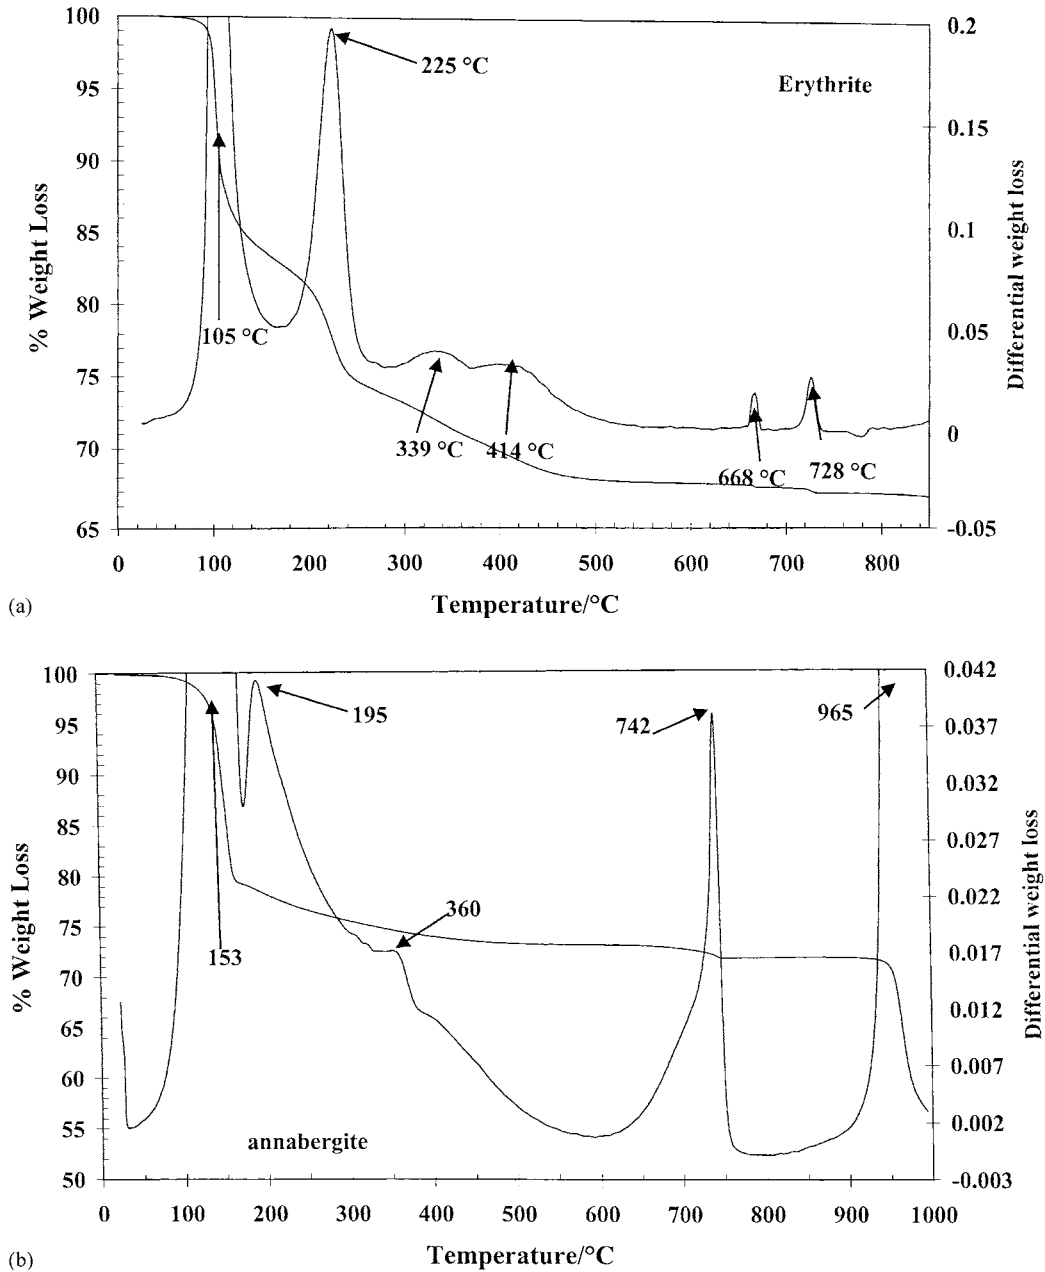 100
95
90
85
80
75
70
65
% Weight Loss
0.2
0.15
0.1
0.05
0
-0.05
Differential weight loss
225 °C
Erythrite
105 °C
339 °C
414 °C
668 °C
728 °C
0 100 200 300 400 500 600 700 800
Temperature/°C
(a)
100
95
90
85
80
75
70
65
60
55
50
% Weight Loss
0.042
0.037
0.032
0.027
0.022
0.017
0.012
0.007
0.002
-0.003
Differential weight loss
195
742
965
360
153
annabergite
0 100 200 300 400 500 600 700 800 900 1000
Temperature/°C
(b)